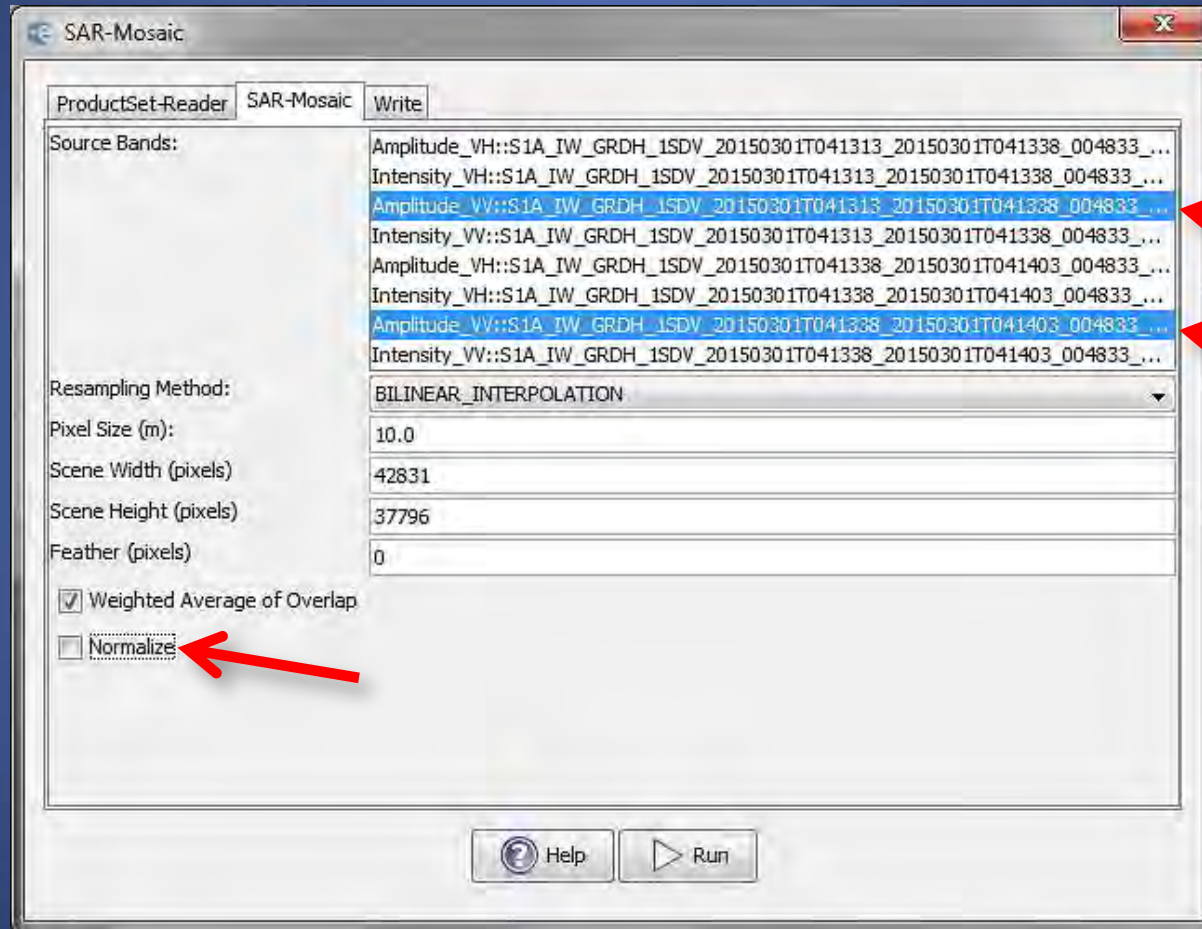 SAR-Mosaic
ProductSet-Reader SAR-Mosaic Write
Source Bands:
Amplitude_VH::S1A_IW_GRDH_1SDV_20150301T041313_20150301T041338_004833_...
Intensity_VH::S1A_IW_GRDH_1SDV_20150301T041313_20150301T041338_004833_...
Amplitude_VV::S1A_IW_GRDH_1SDV_20150301T041313_20150301T041338_004833_...
Intensity_VV::S1A_IW_GRDH_1SDV_20150301T041313_20150301T041338_004833_...
Amplitude_VH::S1A_IW_GRDH_1SDV_20150301T041338_20150301T041403_004833_...
Intensity_VH::S1A_IW_GRDH_1SDV_20150301T041338_20150301T041403_004833_...
Amplitude_VV::S1A_IW_GRDH_1SDV_20150301T041338_20150301T041403_004833_...
Intensity_VV::S1A_IW_GRDH_1SDV_20150301T041338_20150301T041403_004833_...
Resampling Method: BILINEAR_INTERPOLATION
Pixel Size (m): 10.0
Scene Width (pixels) 42831
Scene Height (pixels) 37796
Feather (pixels) 0
Weighted Average of Overlap
Normalize
Help Run